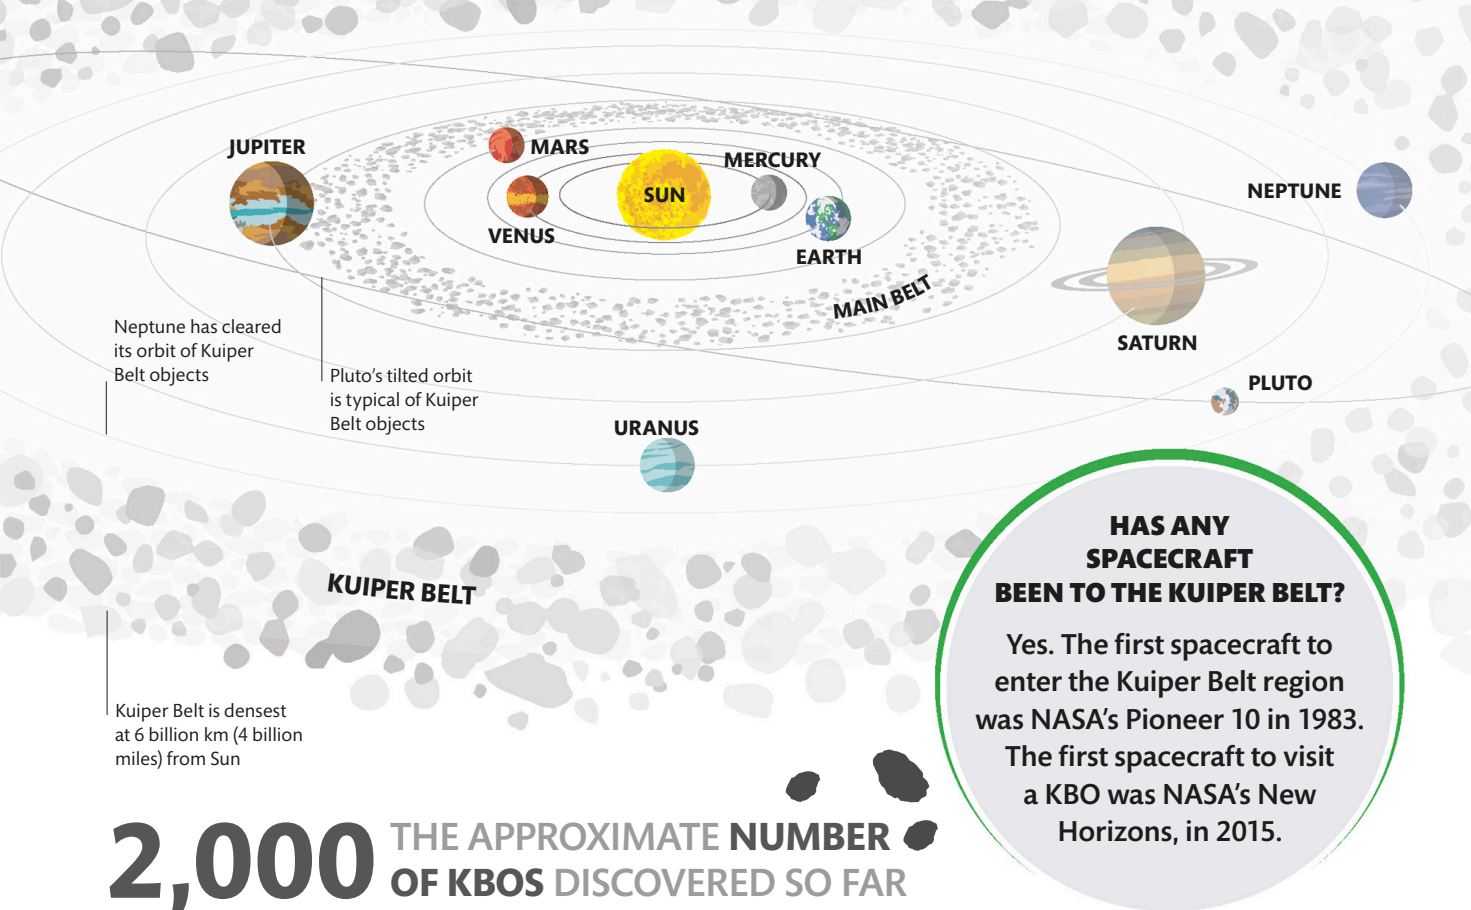 JUPITER
MARS
MERCURY
SUN
NEPTUNE
VENUS
EARTH
MAIN BELT
SATURN
Neptune has cleared
its orbit of Kuiper
Belt objects
Pluto’s tilted orbit
is typical of Kuiper
Belt objects
PLUTO
URANUS
KUIPER BELT
Kuiper Belt is densest
at 6 billion km (4 billion
miles) from Sun
HAS ANY
SPACECRAFT
BEEN TO THE KUIPER BELT?
Yes. The first spacecraft to
enter the Kuiper Belt region
was NASA’s Pioneer 10 in 1983.
The first spacecraft to visit
a KBO was NASA’s New
Horizons, in 2015.
2,000
THE APPROXIMATE NUMBER
OF KBOS DISCOVERED SO FAR